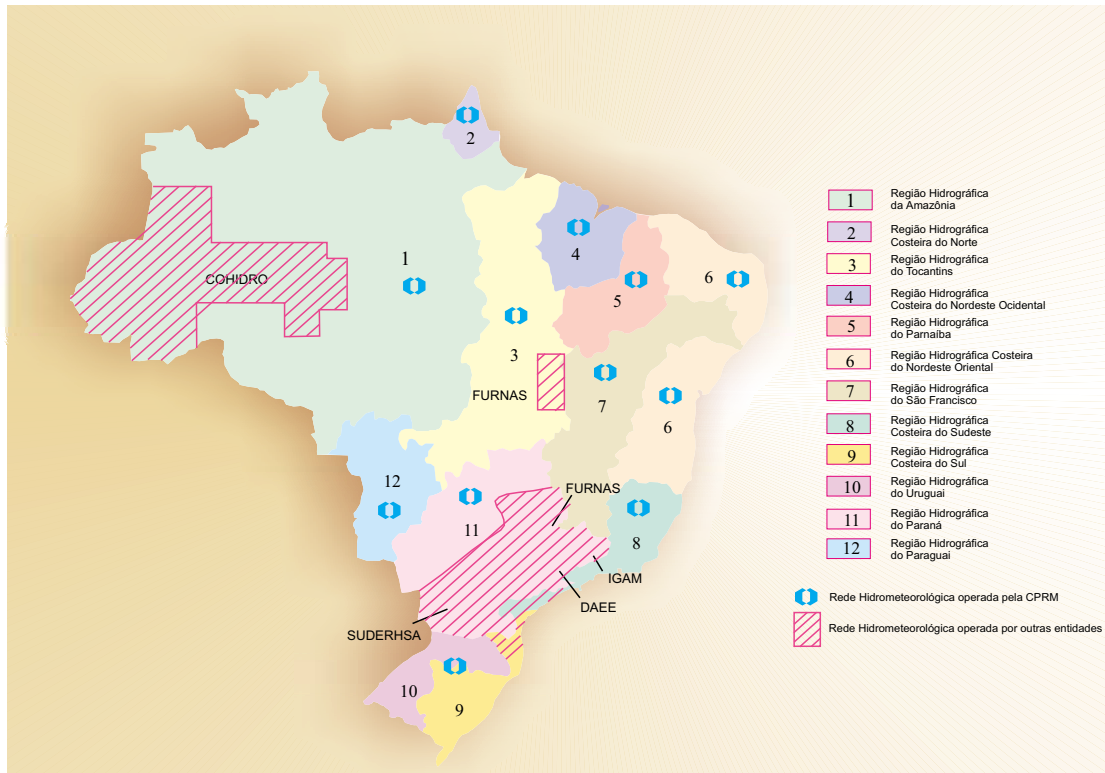 2
4
6
1
5
COHIDRO
3
FURNAS
7
6
12
FURNAS
11
8
IGAM
DAEE
SUDERHSA
10
9
1 Região Hidrográfica
da Amazônia
2 Região Hidrográfica
Costeira do Norte
3 Região Hidrográfica
do Tocantins
4 Região Hidrográfica
Costeira do Nordeste Ocidental
5 Região Hidrográfica
do Parnaíba
6 Região Hidrográfica Costeira
do Nordeste Oriental
7 Região Hidrográfica
do São Francisco
8 Região Hidrográfica
Costeira do Sudeste
9 Região Hidrográfica
Costeira do Sul
10 Região Hidrográfica
do Uruguai
11 Região Hidrográfica
do Paraná
12 Região Hidrográfica
do Paraguai
Rede Hidrometeorológica operada pela CPRM
Rede Hidrometeorológica operada por outras entidades